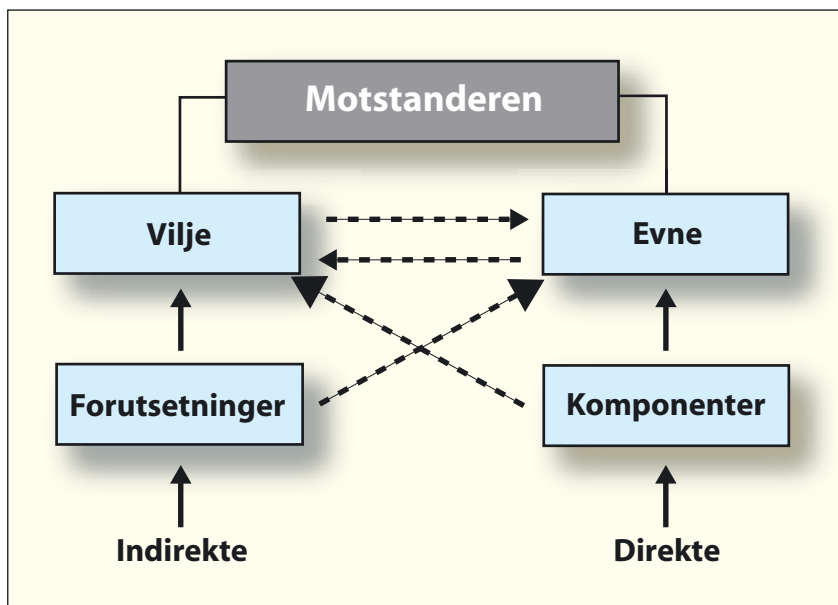 Motstanderen
Vilje
Evne
Forutsetninger
Komponenter
Indirekte
Direkte